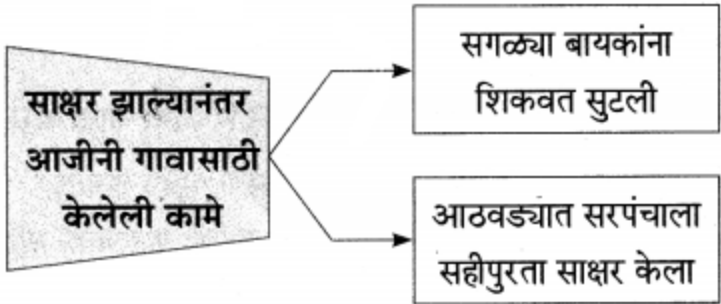 साक्षर झाल्यानंतर
आजीनी गावासाठी
केलेली कामे
सगळ्या बायकांना
शिकवत सुटली
आठवड्यात सरपंचाला
सहीपुरता साक्षर केला